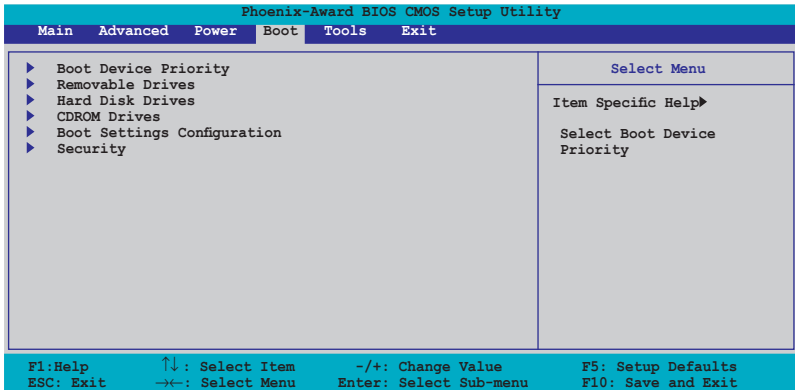 Phoenix-Award BIOS CMOS Setup Utility
Main Advanced Power Boot Tools Exit
Boot Device Priority
Removable Drives
Hard Disk Drives
CDROM Drives
Boot Settings Configuration
Security
Select Menu
Item Specific Help
Select Boot Device
Priority
F1:Help ↑↓ : Select Item -/+: Change Value F5: Setup Defaults
ESC: Exit →←: Select Menu Enter: Select Sub-menu F10: Save and Exit